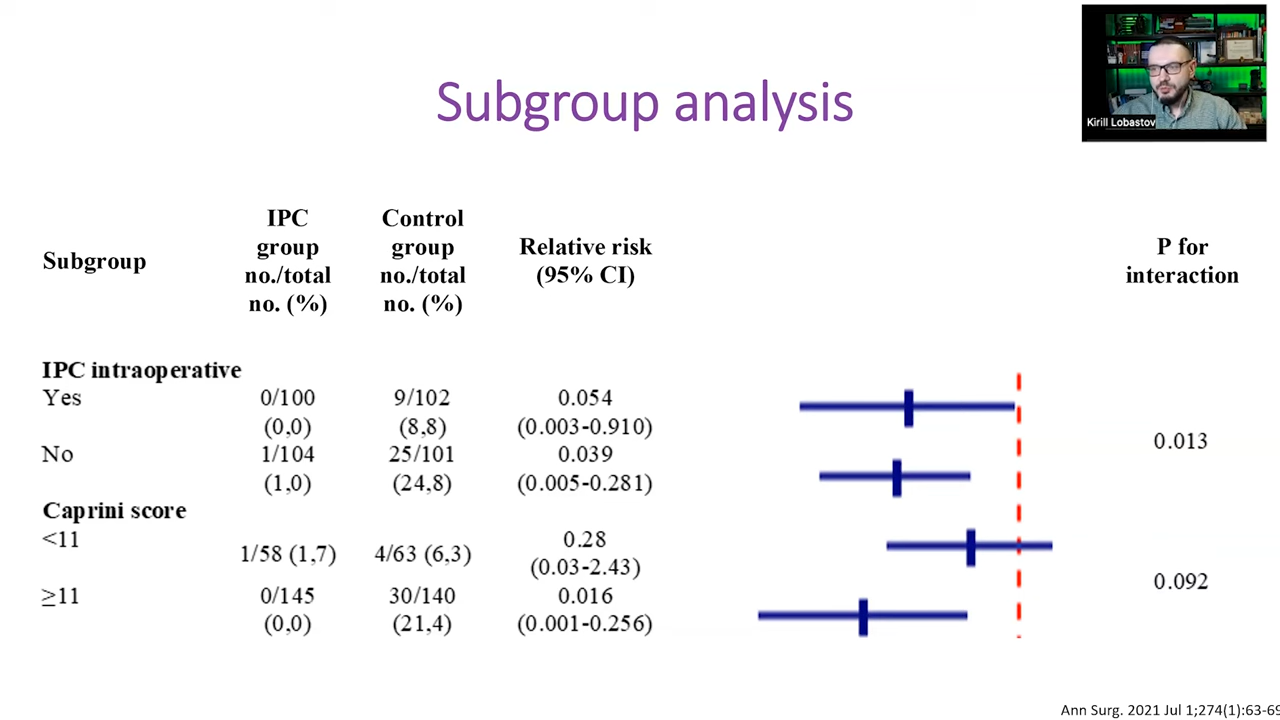 Kirill Lobastov
Subgroup analysis
Subgroup
IPC
group
no./total
no. (%)
Control
group
no./total
no. (%)
Relative risk
(95% CI)
P for
interaction
IPC intraoperative
Yes
0/100
(0,0)
9/102
(8,8)
0.054
(0.003-0.910)
0.013
No
1/104
(1,0)
25/101
(24,8)
0.039
(0.005-0.281)
Caprini score
<11
1/58 (1,7)
4/63 (6,3)
0.28
(0.03-2.43)
0.092
≥11
0/145
(0,0)
30/140
(21,4)
0.016
(0.001-0.256)
Ann Surg. 2021 Jul 1;274(1):63-69